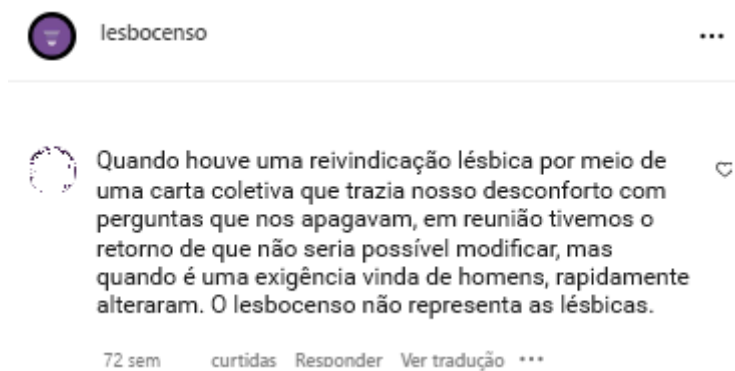 lesbocenso
Quando houve uma reivindicação lésbica por meio de
uma carta coletiva que trazia nosso desconforto com
perguntas que nos apagavam, em reunião tivemos o
retorno de que não seria possível modificar, mas
quando é uma exigência vinda de homens, rapidamente
alteraram. O lesbocenso não representa as lésbicas.
72 sem curtidas Responder Ver tradução •••